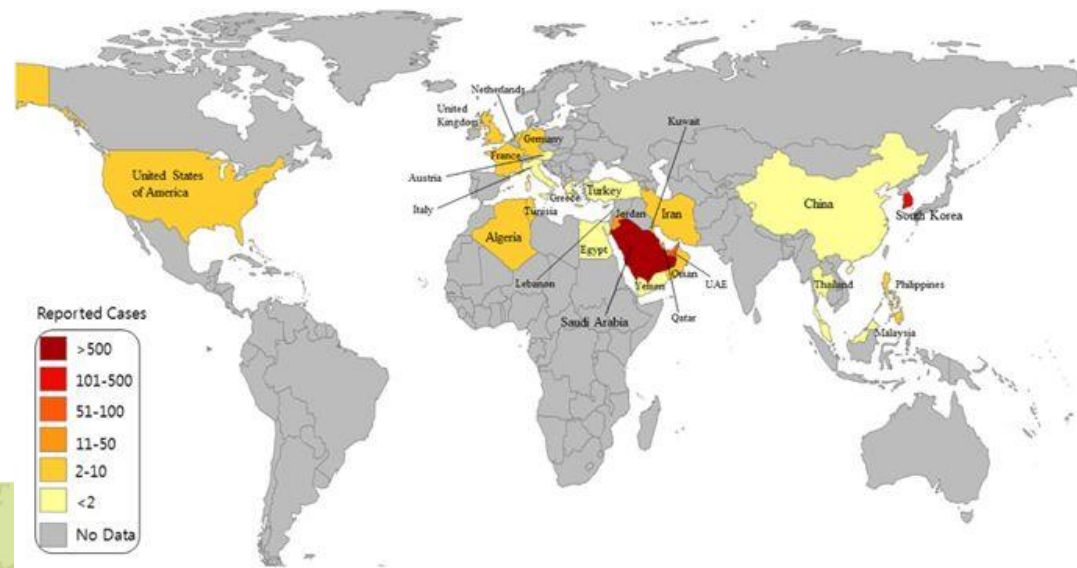 Netherlands
United
Kingdom
Germany
Kuwait
France
Austria
Italy
Greece
Turkey
China
South Korea
United States
of America
Tunisia
Jordan
Iran
Algeria
Egypt
Lebanon
Yemen
Oman
UAE
Qatar
Saudi Arabia
Thailand
Philippines
Malaysia
Reported Cases
>500
101-500
51-100
11-50
2-10
<2
No Data